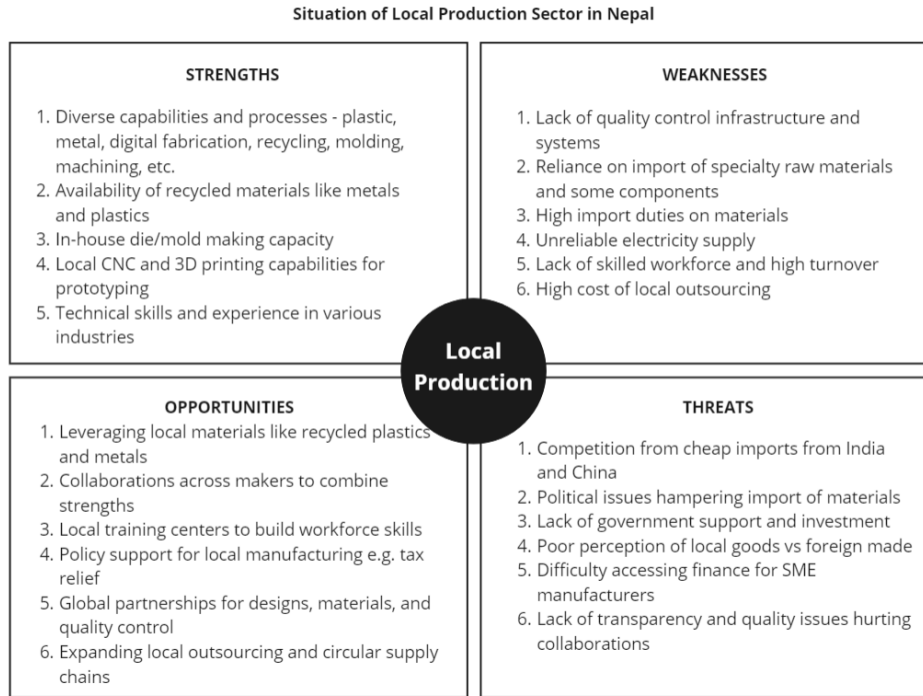 Situation of Local Production Sector in Nepal
STRENGTHS
1. Diverse capabilities and processes - plastic,
metal, digital fabrication, recycling, molding,
machining, etc.
2. Availability of recycled materials like metals
and plastics
3. In-house die/mold making capacity
4. Local CNC and 3D printing capabilities for
prototyping
5. Technical skills and experience in various
industries
WEAKNESSES
1. Lack of quality control infrastructure and
systems
2. Reliance on import of specialty raw materials
and some components
3. High import duties on materials
4. Unreliable electricity supply
5. Lack of skilled workforce and high turnover
6. High cost of local outsourcing
Local
Production
OPPORTUNITIES
1. Leveraging local materials like recycled plastics
and metals
2. Collaborations across makers to combine
strengths
3. Local training centers to build workforce skills
4. Policy support for local manufacturing e.g. tax
relief
5. Global partnerships for designs, materials, and
quality control
6. Expanding local outsourcing and circular supply
chains
THREATS
1. Competition from cheap imports from India
and China
2. Political issues hampering import of materials
3. Lack of government support and investment
4. Poor perception of local goods vs foreign made
5. Difficulty accessing finance for SME
manufacturers
6. Lack of transparency and quality issues hurting
collaborations